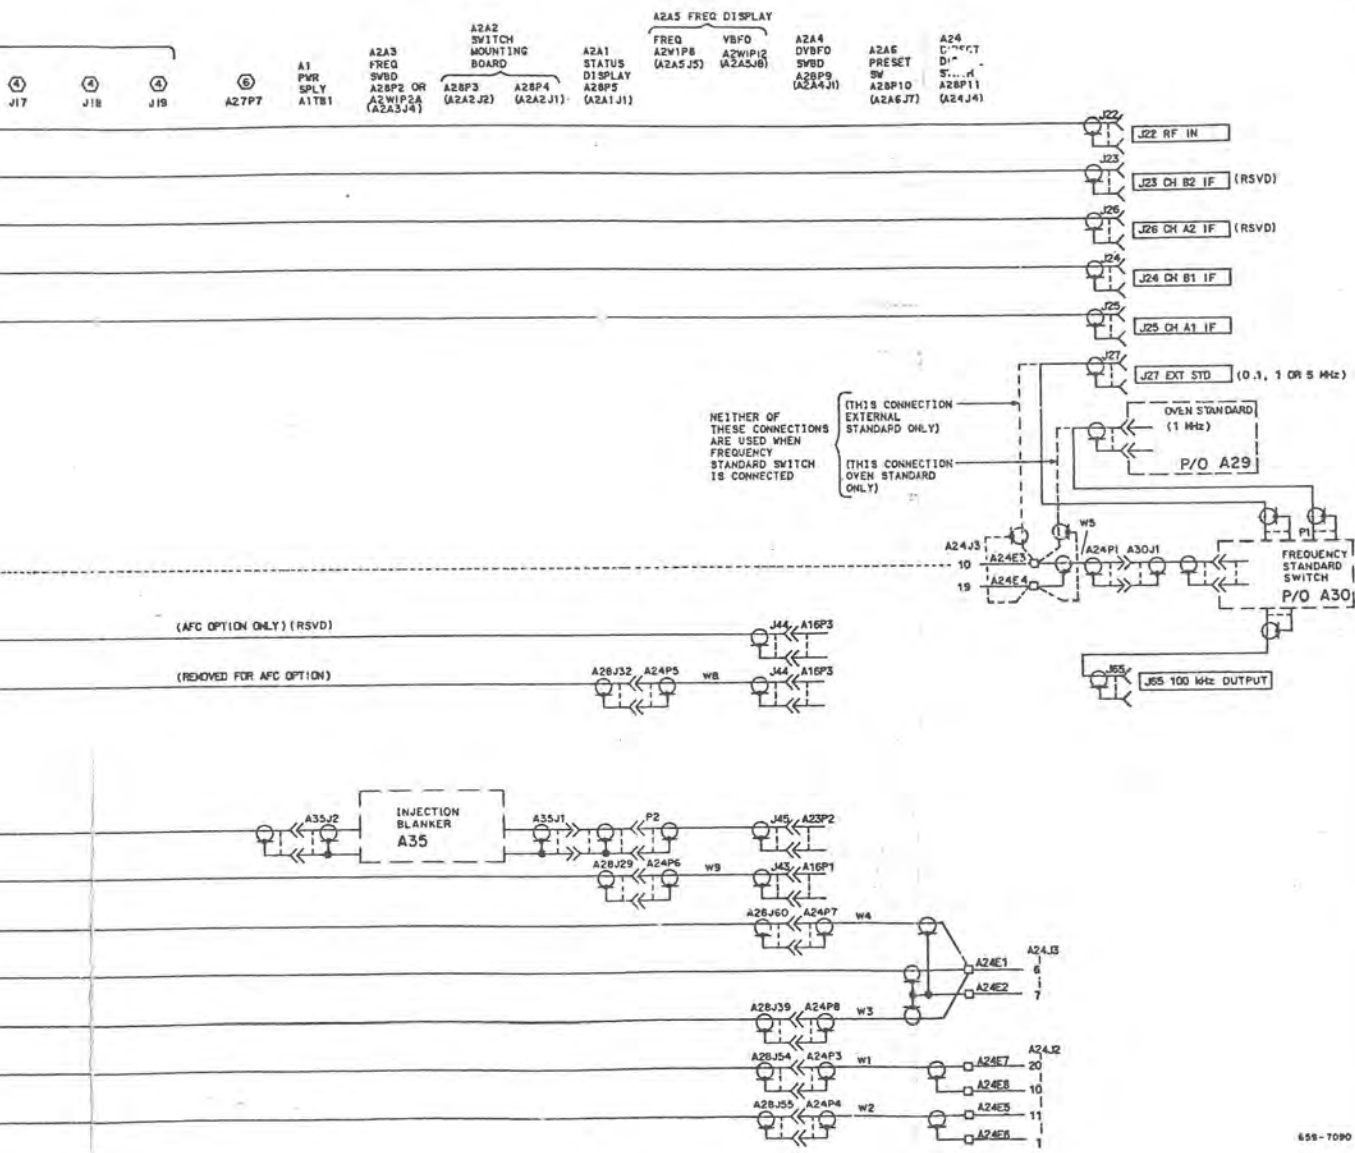 A2A5 FREQ DISPLAY
A2A2
SWITCH
MOUNTING
BOARD
A2A3
FREQ
SWBD
A28P2 OR
A2W1P2A
(A2A3J4)
A1
PWR
SPLY
A1TB1
A28P3
(A2A2J2)
A28P4
(A2A2J1)
A2A1
STATUS
DISPLAY
A28P5
(A2A1J1)
FREQ
A2W1P8
(A2A5J5)
VBFO
A2W1P12
(A2A5J8)
A2A4
DVBFO
SWBD
A28P9
(A2A4J1)
A2A6
PRESET
SW
A28P10
(A2A6J7)
A24
A28P11
(A24J4)
4
J17
4
J18
4
J19
6
A27P7
J22
J22 RF IN
J23
J23 CH B2 IF (RSVD)
J26
J26 CH A2 IF (RSVD)
J24
J24 CH B1 IF
J25
J25 CH A1 IF
J27
J27 EXT STD (0.1, 1 OR 5 MHz)
NEITHER OF
THESE CONNECTIONS
ARE USED WHEN
FREQUENCY
STANDARD SWITCH
IS CONNECTED
(THIS CONNECTION
EXTERNAL
STANDARD ONLY)
(THIS CONNECTION
OVEN STANDARD
ONLY)
OVEN STANDARD
(1 MHz)
P/O A29
P1
W5
A24J3
10
A24E3
19
A24E4
A24P1 A30J1
FREQUENCY
STANDARD
SWITCH
P/O A30
(AFC OPTION ONLY) (RSVD)
J44 A16P3
(REMOVED FOR AFC OPTION)
A28J32 A24P5 W8 J44 A16P3
J65
J65 100 kHz OUTPUT
A35J2
INJECTION
BLANKER
A35
A35J1
P2
J45 A23P2
A28J29 A24P6 W9 J43 A16P1
A28J60 A24P7 W4
A24J3
A24E1 6
A24E2 7
A28J39 A24P8 W3
A24J2
A28J54 A24P3 W1 A24E7 20
A24E8 10
A28J55 A24P4 W2 A24E5 11
A24E6 1
659-7090